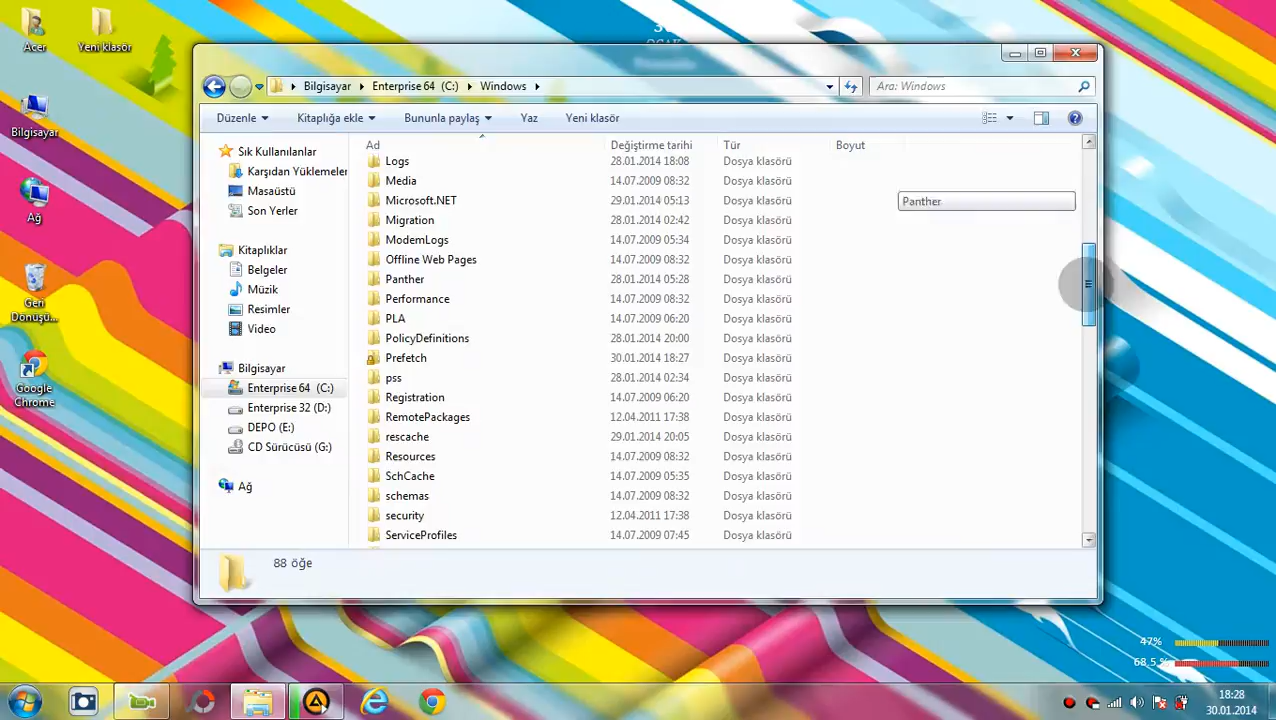 Acer
Yeni klasör
Bilgisayar
Ağ
Geri
Dönüşü...
Google
Chrome
OCAK
Bilgisayar
Enterprise 64 (C:)
Windows
Ara: Windows
Düzenle
Kitaplığa ekle
Bununla paylaş
Yaz
Yeni klasör
Sık Kullanılanlar
Karşıdan Yüklemeler
Masaüstü
Son Yerler
Kitaplıklar
Belgeler
Müzik
Resimler
Video
Bilgisayar
Enterprise 64 (C:)
Enterprise 32 (D:)
DEPO (E:)
CD Sürücüsü (G:)
Ağ
Ad Değiştirme tarihi Tür Boyut
Logs 28.01.2014 18:08 Dosya klasörü
Media 14.07.2009 08:32 Dosya klasörü
Microsoft.NET 29.01.2014 05:13 Dosya klasörü
Migration 28.01.2014 02:42 Dosya klasörü
ModemLogs 14.07.2009 05:34 Dosya klasörü
Offline Web Pages 14.07.2009 08:32 Dosya klasörü
Panther 28.01.2014 05:28 Dosya klasörü
Performance 14.07.2009 08:32 Dosya klasörü
PLA 14.07.2009 06:20 Dosya klasörü
PolicyDefinitions 28.01.2014 20:00 Dosya klasörü
Prefetch 30.01.2014 18:27 Dosya klasörü
pss 28.01.2014 02:34 Dosya klasörü
Registration 14.07.2009 06:20 Dosya klasörü
RemotePackages 12.04.2011 17:38 Dosya klasörü
rescache 29.01.2014 20:05 Dosya klasörü
Resources 14.07.2009 08:32 Dosya klasörü
SchCache 14.07.2009 05:35 Dosya klasörü
schemas 14.07.2009 08:32 Dosya klasörü
security 12.04.2011 17:38 Dosya klasörü
ServiceProfiles 14.07.2009 07:45 Dosya klasörü
Panther
88 öğe
47%
68,5 %
18:28
30.01.2014